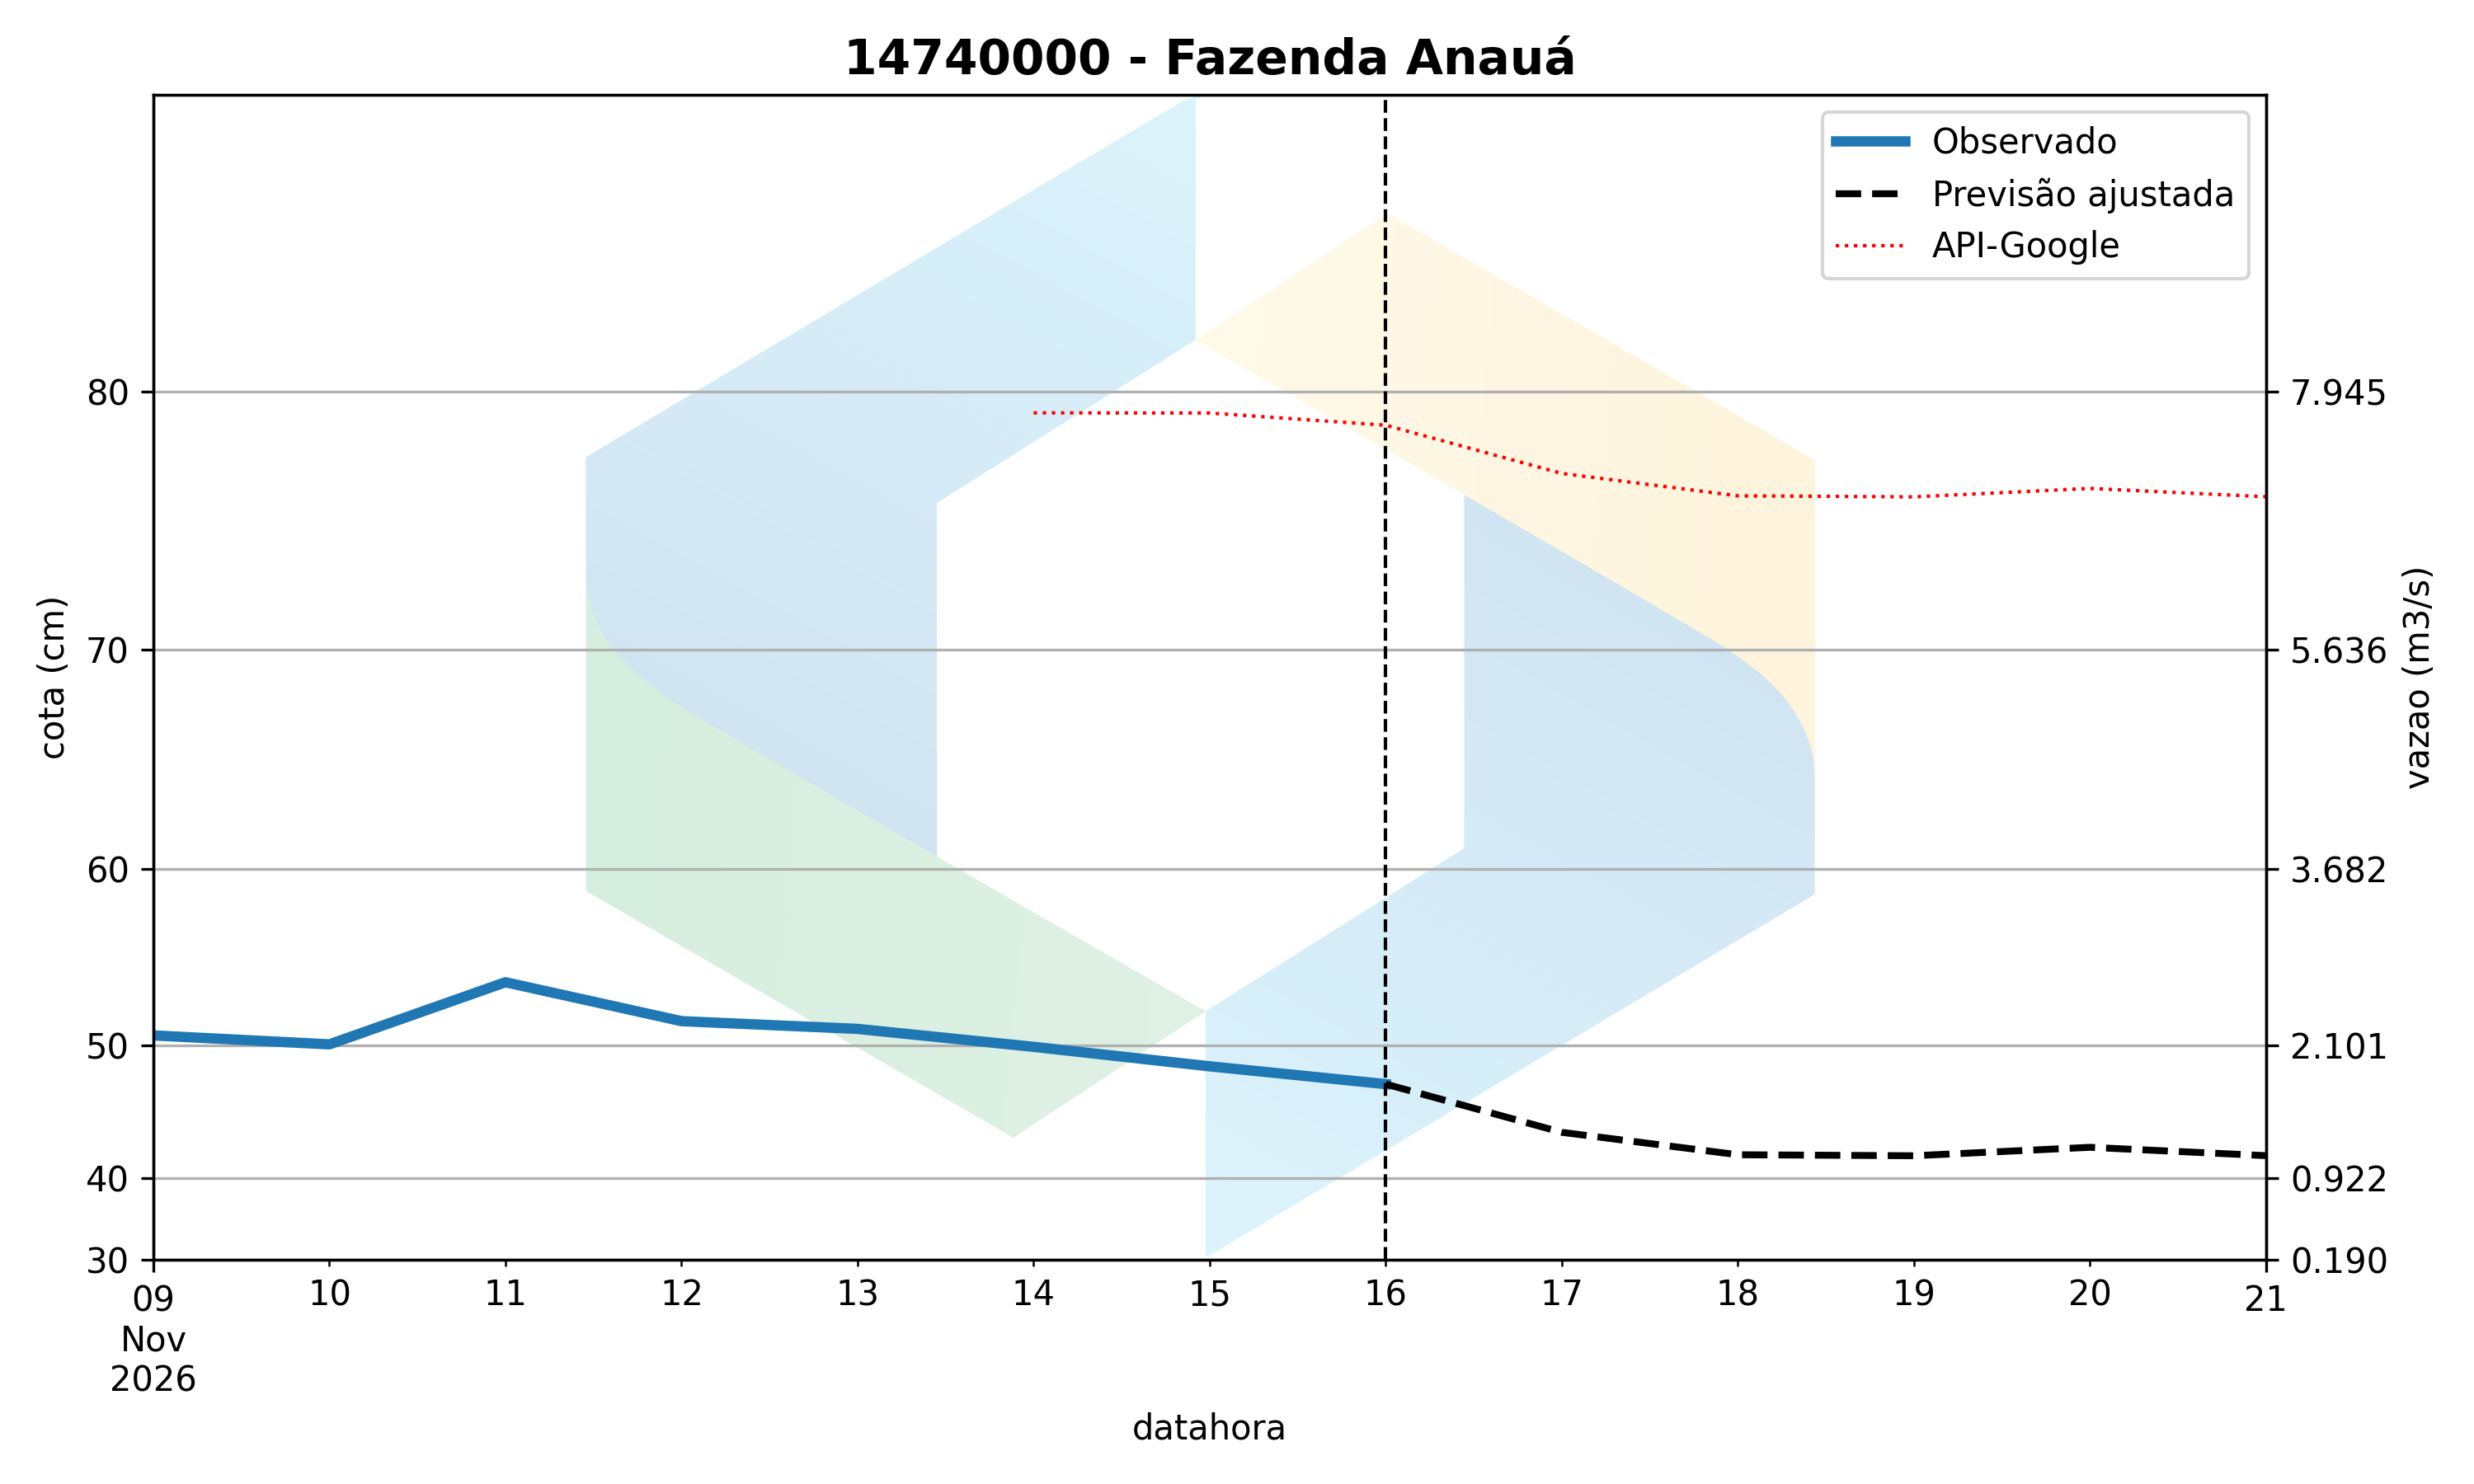 14740000 - Fazenda Anauá
Observado
Previsão ajustada
API-Google
80
70
60
50
40
30
cota (cm)
7.945
5.636
3.682
2.101
0.922
0.190
vazao (m3/s)
09 10 11 12 13 14 15 16 17 18 19 20 21
Nov
2026
datahora